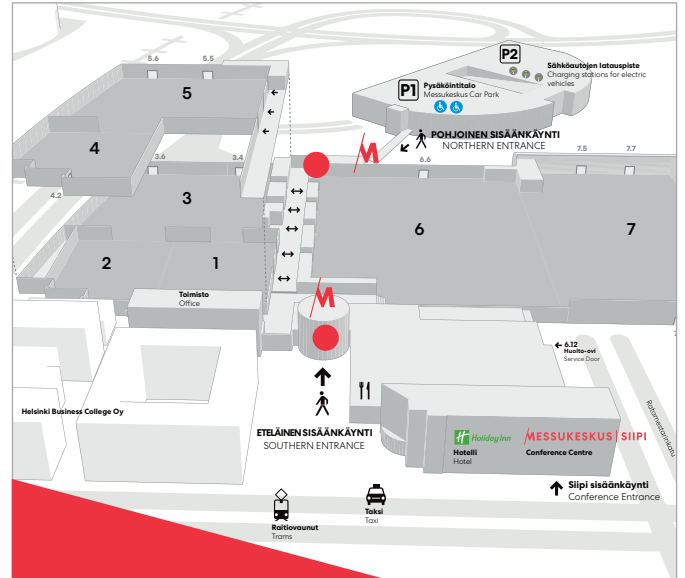 P2
Sähköautojen latauspiste
Charging stations for electric
vehicles
P1
Pysäköintitalo
Messukeskus Car Park
5.6
5.5
5
POHJOINEN SISÄÄNKÄYNTI
NORTHERN ENTRANCE
4
3.6
3.4
6.6
7.5
7.7
4.2
3
6
7
2
1
Toimisto
Office
6.12
Huolto-ovi
Service Door
Ratamestarinkatu
Helsinki Business College Oy
ETELÄINEN SISÄÄNKÄYNTI
SOUTHERN ENTRANCE
Holiday Inn
MESSUKESKUS SIIPI
Hotelli
Hotel
Conference Centre
Siipi sisäänkäynti
Conference Entrance
Raitiovaunut
Trams
Taksi
Taxi